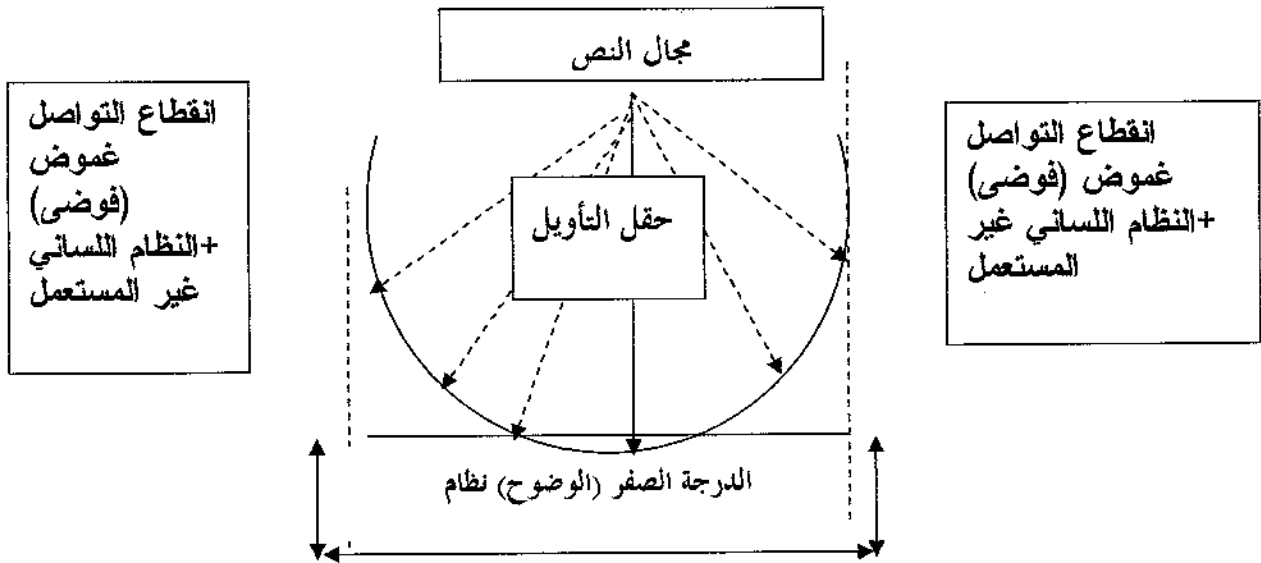 مجال النص
انقطاع التواصل
غموض (فوضى)
+النظام اللساني غير
المستعمل
حقل التأويل
انقطاع التواصل
غموض
(فوضى)
+النظام اللساني
غير المستعمل
الدرجة الصفر (الوضوح) نظام